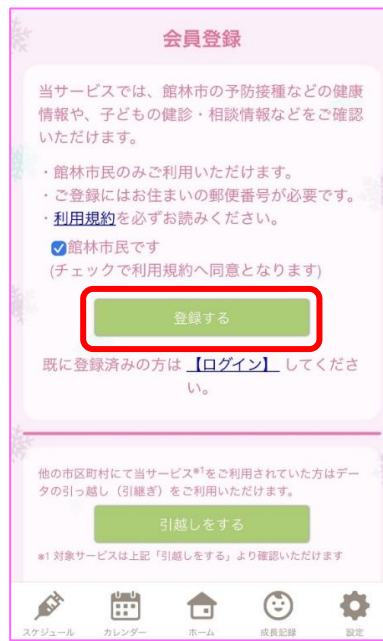 会員登録
当サービスでは、館林市の予防接種などの健康
情報や、子どもの健診・相談情報などをご確認
いただけます。
・館林市民のみご利用いただけます。
・ご登録にはお住まいの郵便番号が必要です。
・利用規約を必ずお読みください。
館林市民です
(チェックで利用規約へ同意となります)
登録する
既に登録済みの方は【ログイン】してくださ
い。
他の市区町村にて当サービス*1をご利用されていた方はデー
タの引っ越し（引継ぎ）をご利用いただけます。
引越しをする
*1 対象サービスは上記「引越しをする」より確認いただけます
スケジュール カレンダー ホーム 成長記録 設定